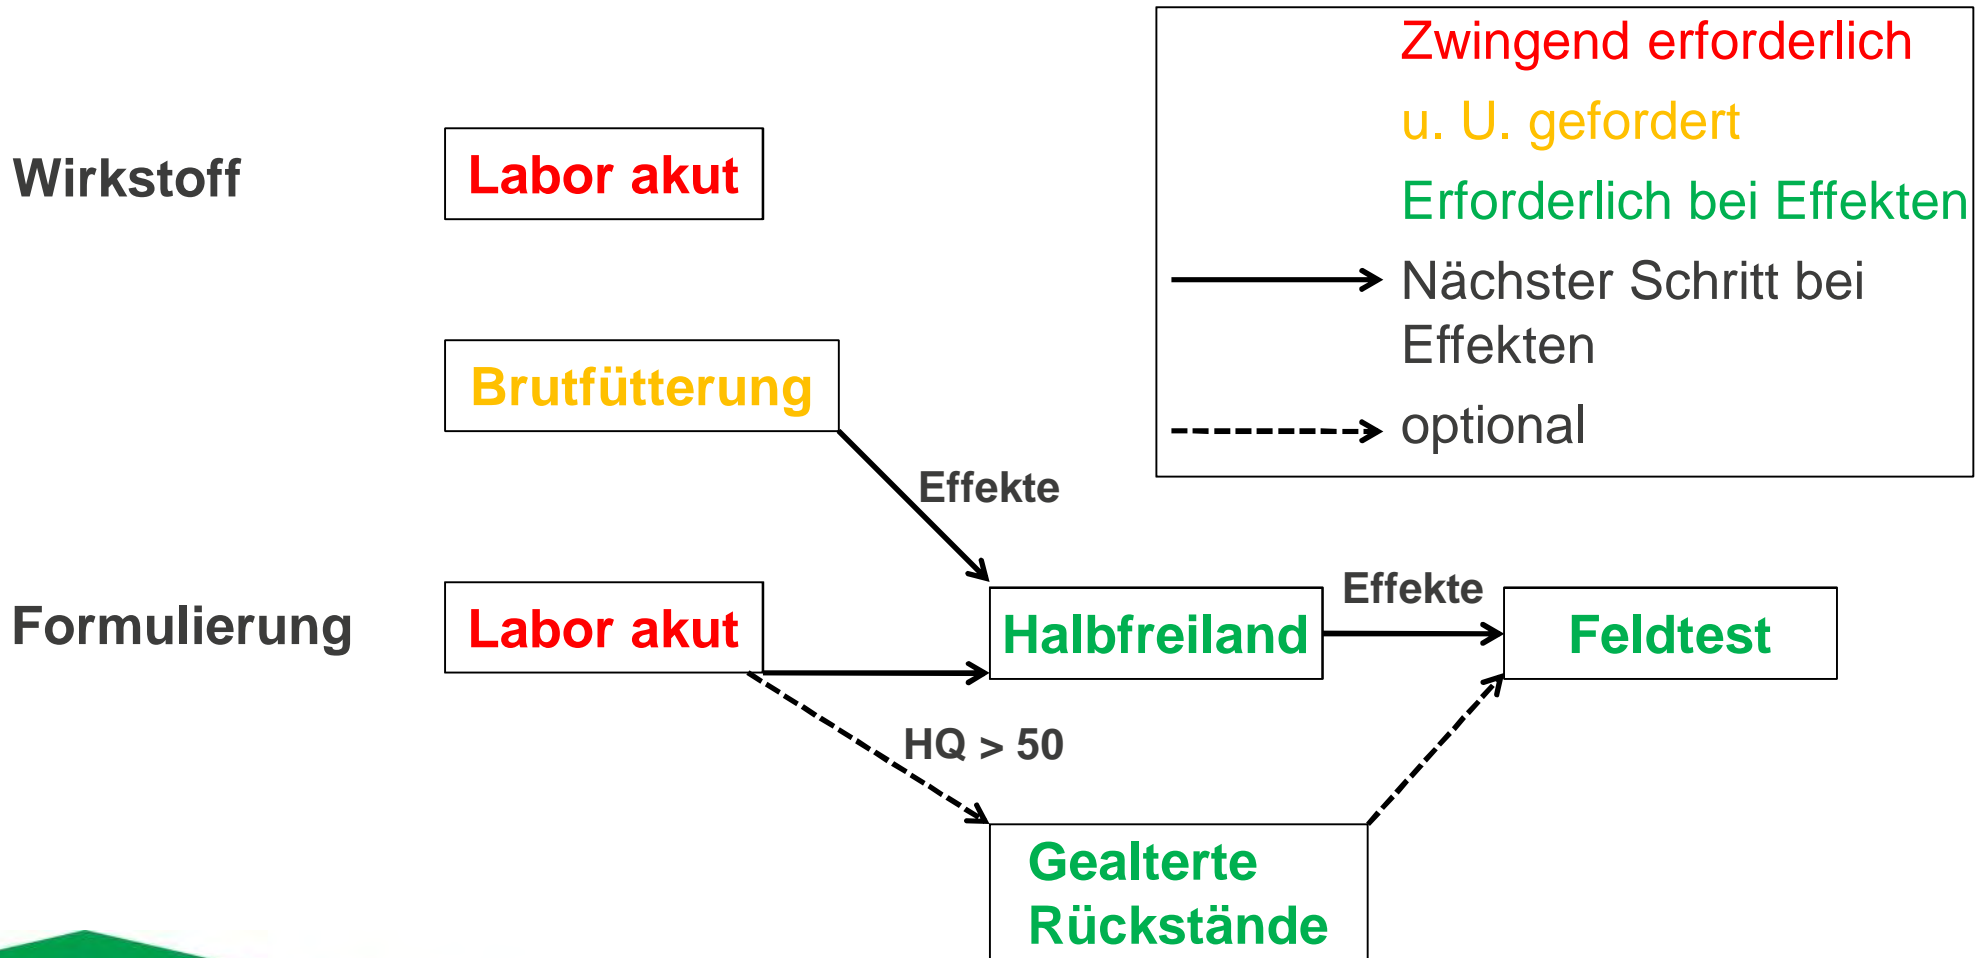 Zwingend erforderlich
u. U. gefordert
Erforderlich bei Effekten
Nächster Schritt bei
Effekten
optional
Wirkstoff
Labor akut
Brutfütterung
Effekte
Formulierung
Labor akut
Halbfreiland
Effekte
Feldtest
HQ > 50
Gealterte
Rückstände